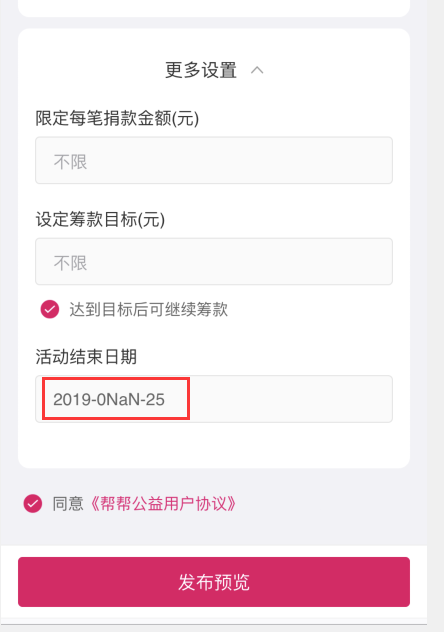 更多设置
限定每笔捐款金额(元)
不限
设定筹款目标(元)
不限
达到目标后可继续筹款
活动结束日期
2019-0NaN-25
同意《帮帮公益用户协议》
发布预览